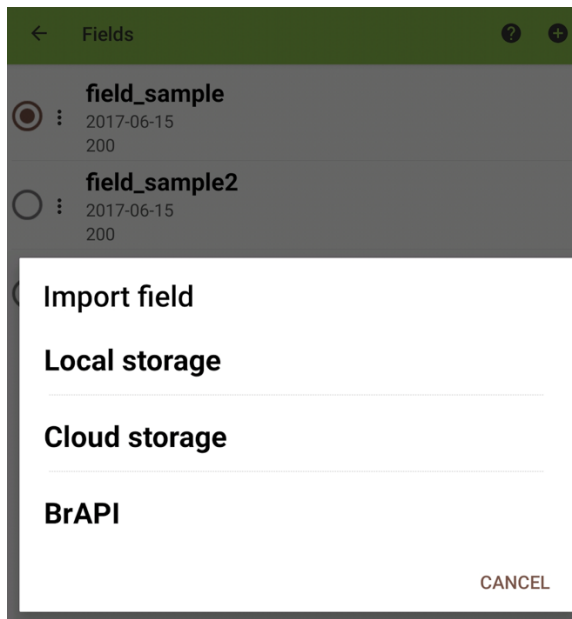 Fields
field_sample
2017-06-15
200
field_sample2
2017-06-15
200
Import field
Local storage
Cloud storage
BrAPI
CANCEL